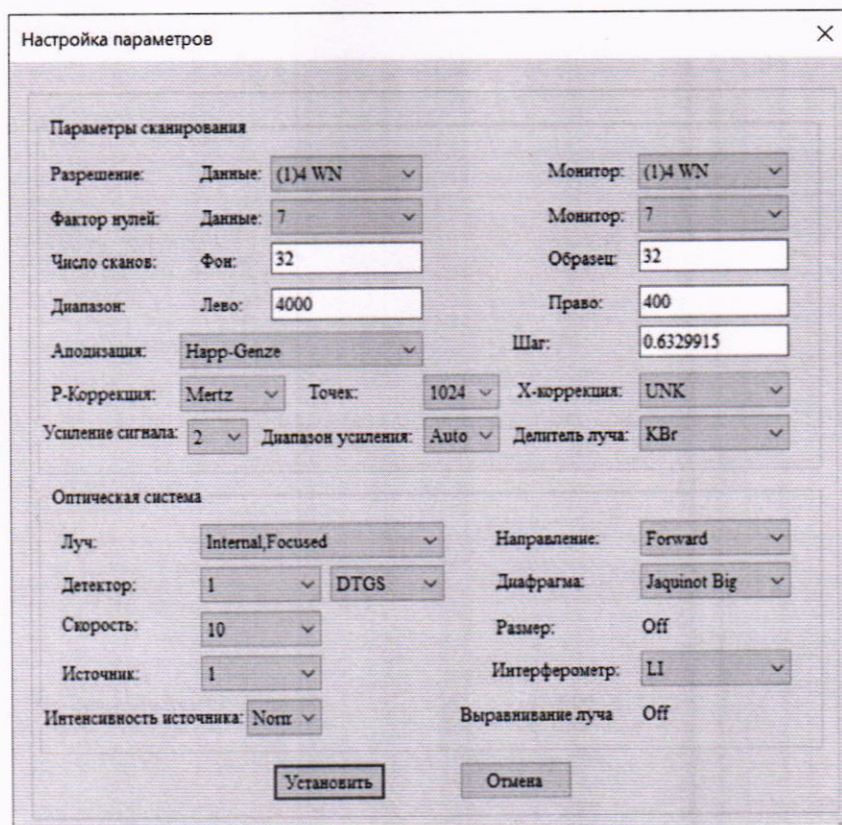 Настройка параметров
Параметры сканирования
Разрешение: Данные: (1)4 WN Монитор: (1)4 WN
Фактор нулей: Данные: 7 Монитор: 7
Число сканов: Фон: 32 Образец: 32
Диапазон: Лево: 4000 Право: 400
Аподизация: Happ-Genze Шаг: 0.6329915
Р-Коррекция: Mertz Точек: 1024 Х-коррекция: UNK
Усиление сигнала: 2 Диапазон усиления: Auto Делитель луча: KBr
Оптическая система
Луч: Internal,Focused Направление: Forward
Детектор: 1 DTGS Диафрагма: Jaquinot Big
Скорость: 10 Размер: Off
Источник: 1 Интерферометр: LI
Интенсивность источника: Norm Выравнивание луча Off
Установить Отмена